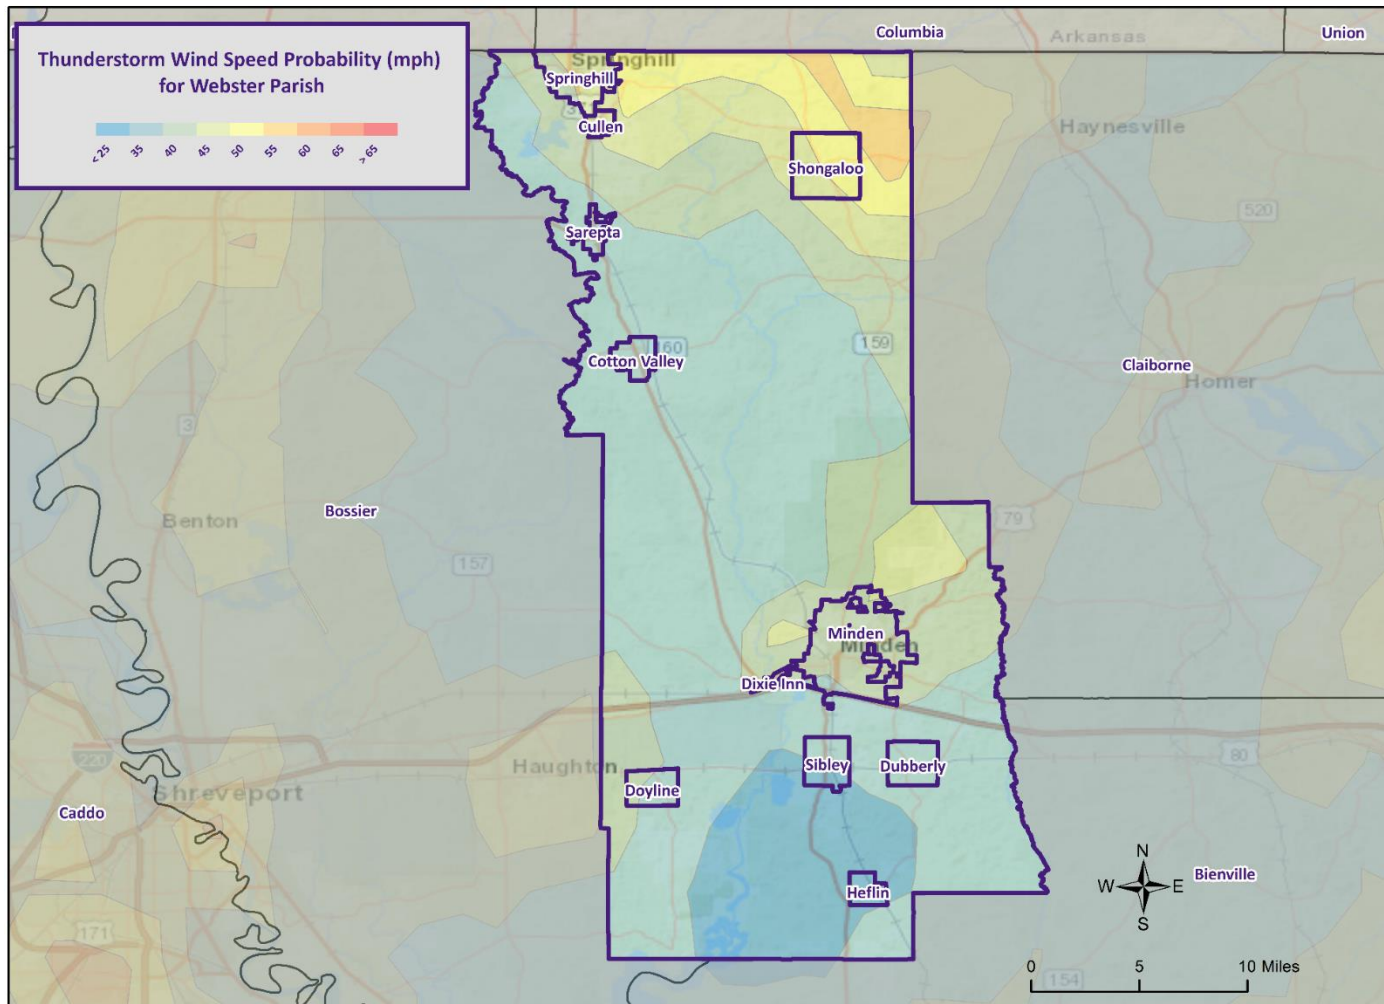 Columbia
Arkansas
Union
Thunderstorm Wind Speed Probability (mph)
for Webster Parish
<25
35
40
45
50
55
60
65
>65
Springhill
Springhill
Cullen
Haynesville
Shongaloo
520
Sarepta
160
159
Cotton Valley
Claiborne
Homer
3
Benton
Bossier
79
157
Minden
Minden
Dixie Inn
220
Haughton
Sibley
Dubberly
80
Doyline
Shreveport
Caddo
N
W
E
S
Heflin
Bienville
171
0
5
10 Miles
154